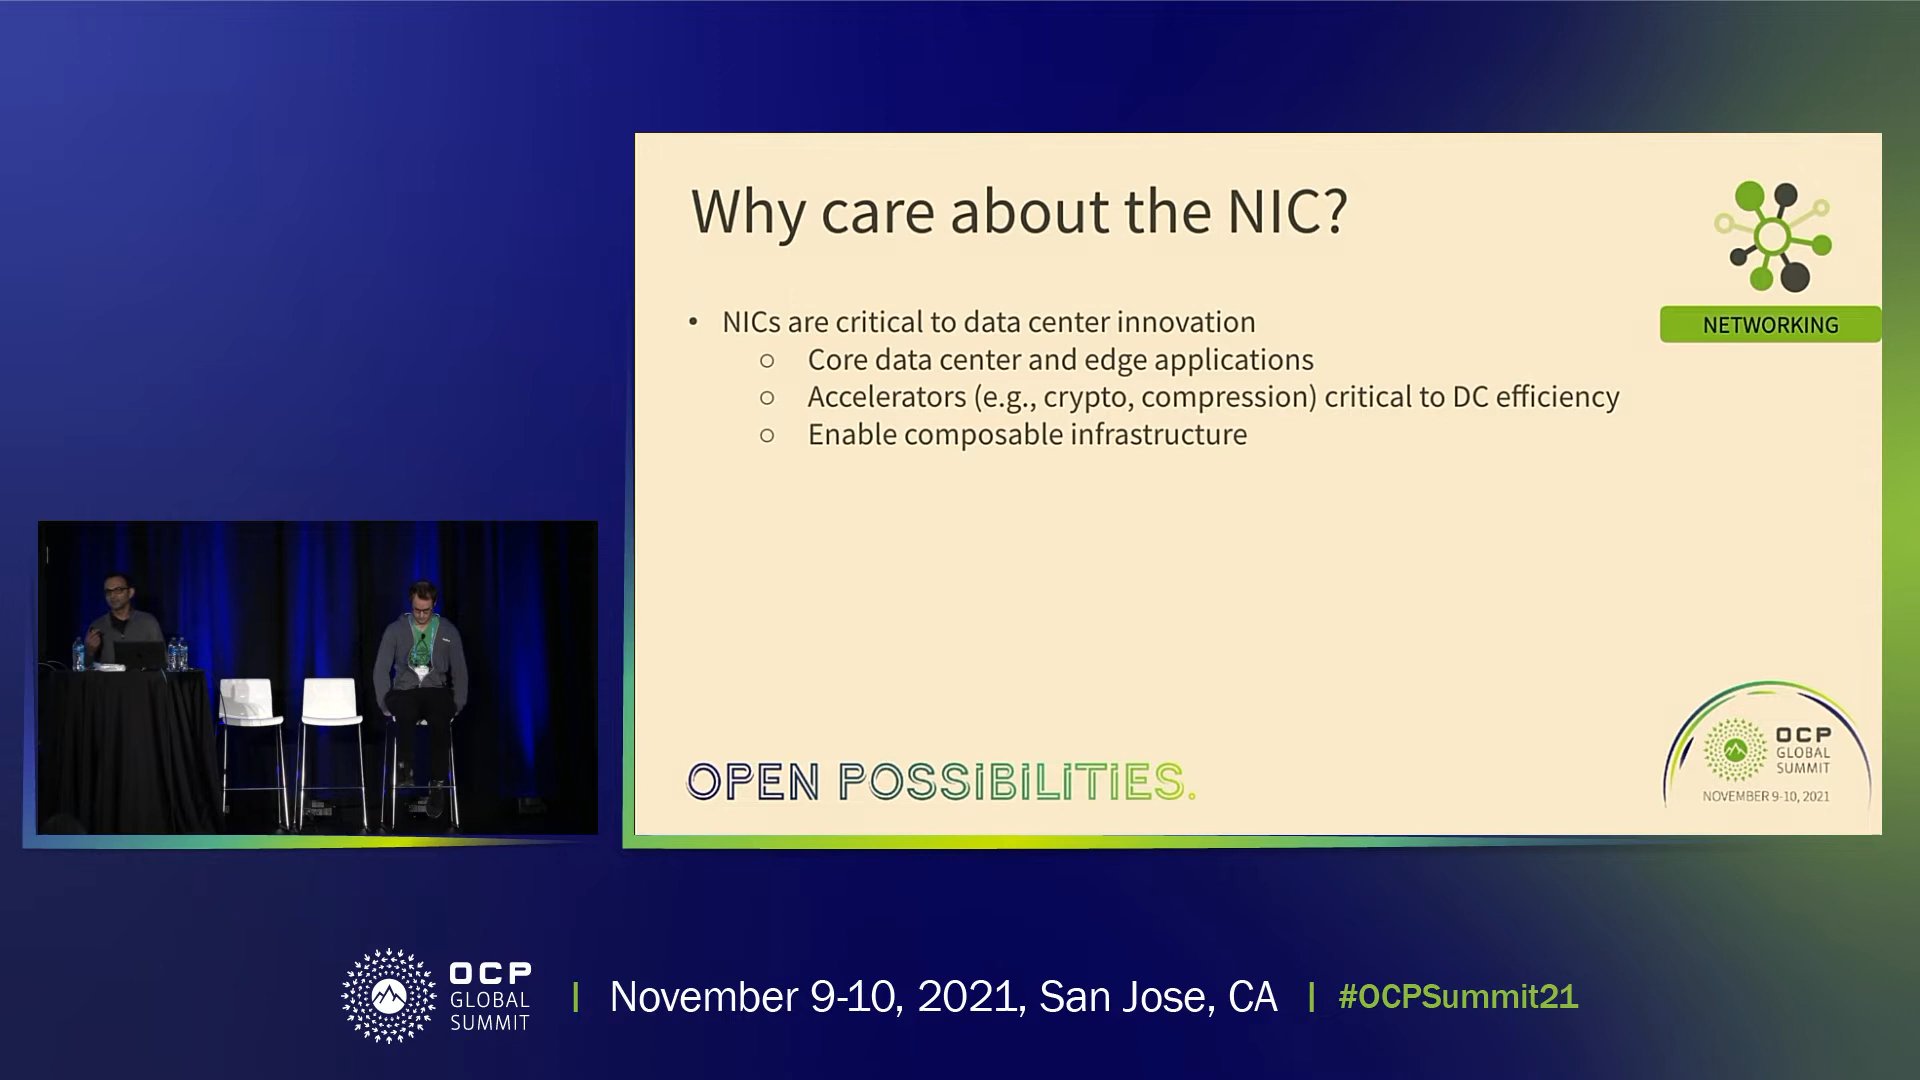 Why care about the NIC?
NETWORKING
• NICs are critical to data center innovation
○ Core data center and edge applications
○ Accelerators (e.g., crypto, compression) critical to DC efficiency
○ Enable composable infrastructure
OPEN POSSIBILITIES.
OCP
GLOBAL
SUMMIT
NOVEMBER 9-10, 2021
OCP
GLOBAL
SUMMIT
| November 9-10, 2021, San Jose, CA | #OCPSummit21